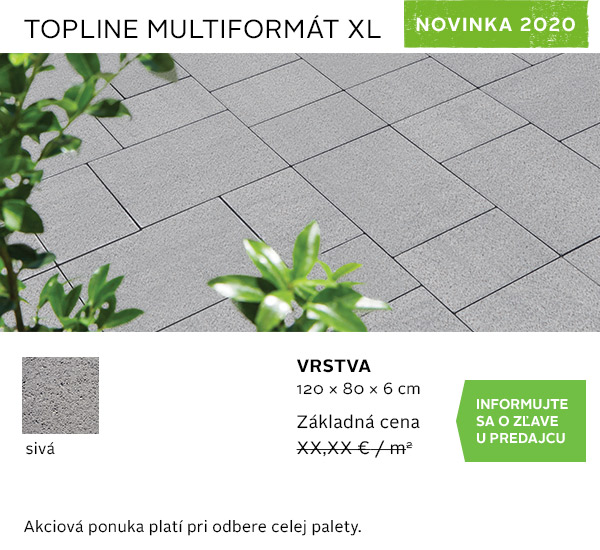 TOPLINE MULTIFORMÁT XL
NOVINKA 2020
VRSTVA
120 × 80 × 6 cm
Základná cena
XX,XX € / m²
INFORMUJTE
SA O ZĽAVE
U PREDAJCU
sivá
Akciová ponuka platí pri odbere celej palety.